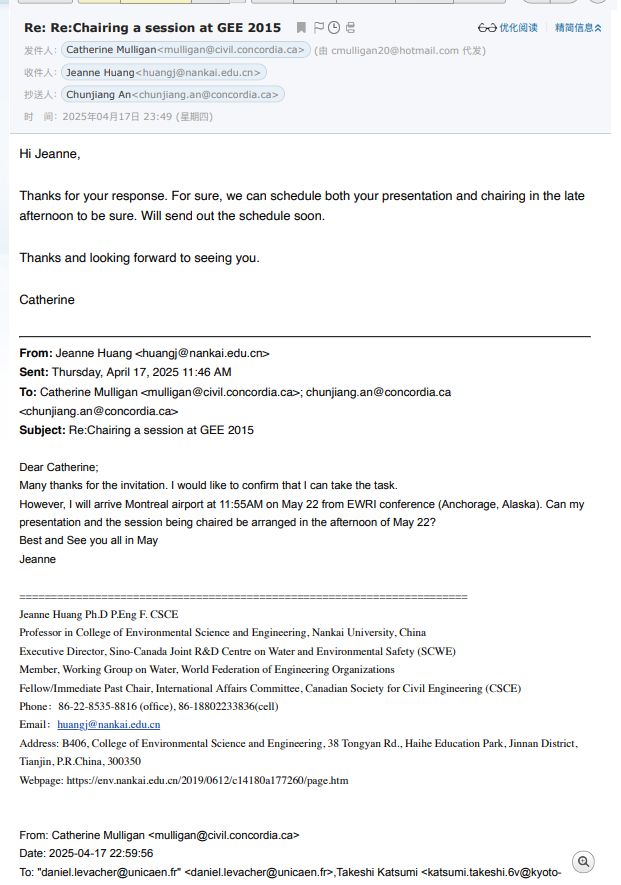 Re: Re:Chairing a session at GEE 2015
优化阅读 | 精简信息
发件人: Catherine Mulligan<mulligan@civil.concordia.ca> (由 cmulligan20@hotmail.com 代发)
收件人: Jeanne Huang<huangj@nankai.edu.cn>
抄送人: Chunjiang An<chunjiang.an@concordia.ca>
时 间: 2025年04月17日 23:49 (星期四)
Hi Jeanne,
Thanks for your response. For sure, we can schedule both your presentation and chairing in the late
afternoon to be sure. Will send out the schedule soon.
Thanks and looking forward to seeing you.
Catherine
From: Jeanne Huang <huangj@nankai.edu.cn>
Sent: Thursday, April 17, 2025 11:46 AM
To: Catherine Mulligan <mulligan@civil.concordia.ca>; chunjiang.an@concordia.ca
<chunjiang.an@concordia.ca>
Subject: Re:Chairing a session at GEE 2015
Dear Catherine;
Many thanks for the invitation. I would like to confirm that I can take the task.
However, I will arrive Montreal airport at 11:55AM on May 22 from EWRI conference (Anchorage, Alaska). Can my
presentation and the session being chaired be arranged in the afternoon of May 22?
Best and See you all in May
Jeanne
=======================================================================
Jeanne Huang Ph.D P.Eng F. CSCE
Professor in College of Environmental Science and Engineering, Nankai University, China
Executive Director, Sino-Canada Joint R&D Centre on Water and Environmental Safety (SCWE)
Member, Working Group on Water, World Federation of Engineering Organizations
Fellow/Immediate Past Chair, International Affairs Committee, Canadian Society for Civil Engineering (CSCE)
Phone：86-22-8535-8816 (office), 86-18802233836(cell)
Email：huangj@nankai.edu.cn
Address: B406, College of Environmental Science and Engineering, 38 Tongyan Rd., Haihe Education Park, Jinnan District,
Tianjin, P.R.China, 300350
Webpage: https://env.nankai.edu.cn/2019/0612/c14180a177260/page.htm
From: Catherine Mulligan <mulligan@civil.concordia.ca>
Date: 2025-04-17 22:59:56
To: "daniel.levacher@unicaen.fr" <daniel.levacher@unicaen.fr>,Takeshi Katsumi <katsumi.takeshi.6v@kyoto-